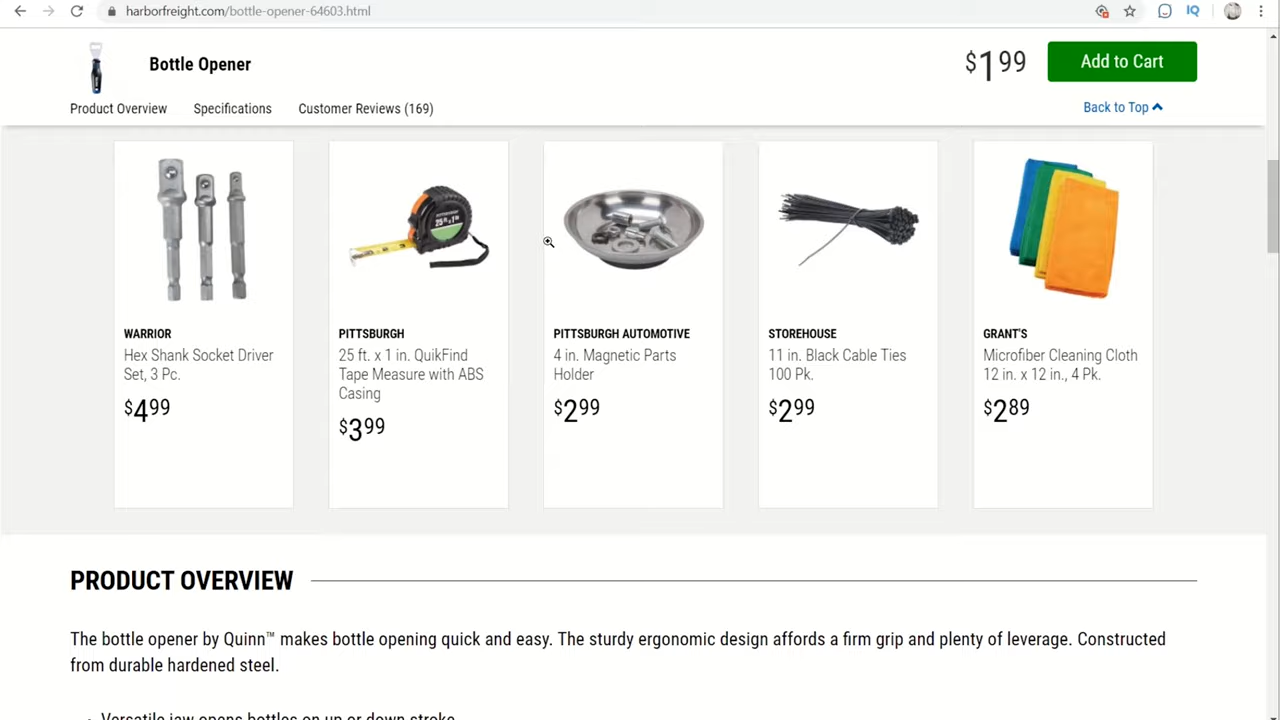 harborfreight.com/bottle-opener-64603.html
IQ
Bottle Opener
$1 99
Add to Cart
Product Overview
Specifications
Customer Reviews (169)
Back to Top
PITTSBURGH
25 ft x 1 in
WARRIOR
Hex Shank Socket Driver
Set, 3 Pc.
$4 99
PITTSBURGH
25 ft. x 1 in. QuikFind
Tape Measure with ABS
Casing
$3 99
PITTSBURGH AUTOMOTIVE
4 in. Magnetic Parts
Holder
$2 99
STOREHOUSE
11 in. Black Cable Ties
100 Pk.
$2 99
GRANT'S
Microfiber Cleaning Cloth
12 in. x 12 in., 4 Pk.
$2 89
PRODUCT OVERVIEW
The bottle opener by Quinn™ makes bottle opening quick and easy. The sturdy ergonomic design affords a firm grip and plenty of leverage. Constructed
from durable hardened steel.
Versatile jaw opens bottles on up or down stroke